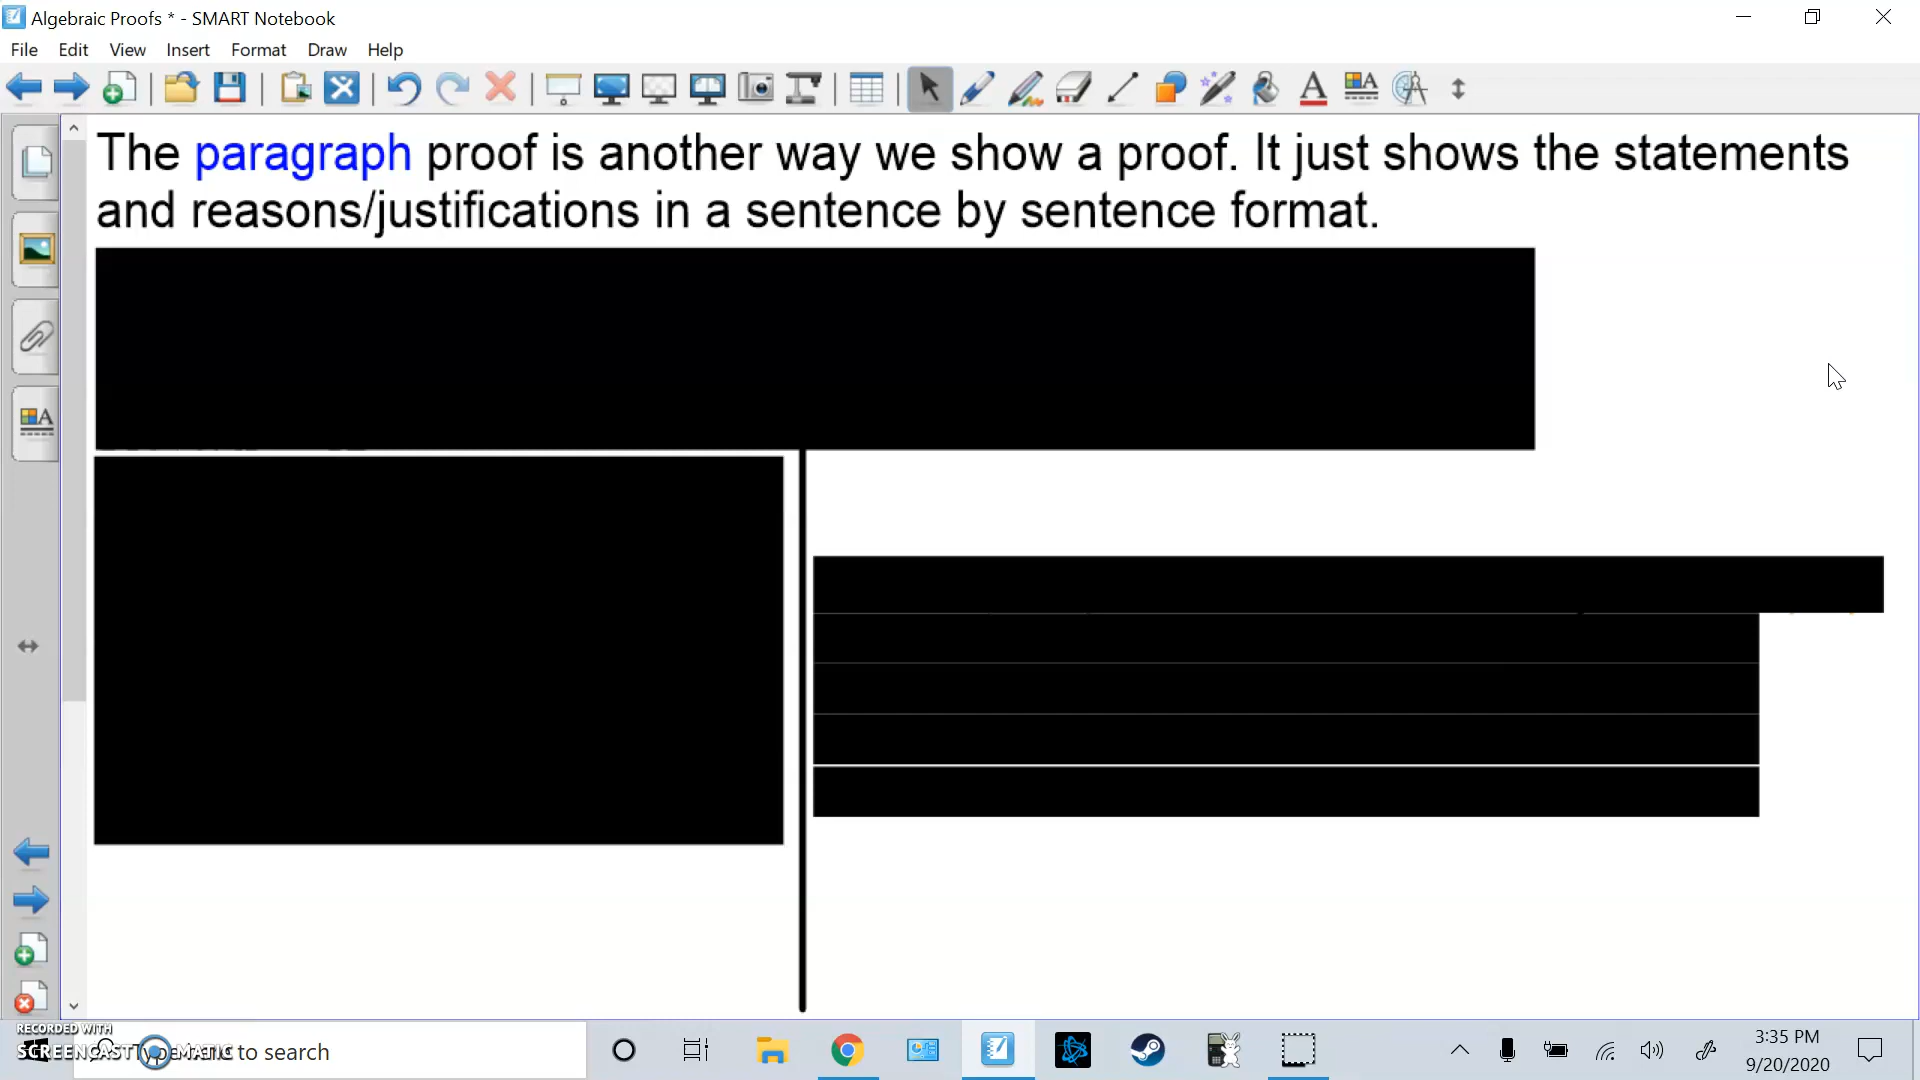 Algebraic Proofs * - SMART Notebook
File Edit View Insert Format Draw Help
The paragraph proof is another way we show a proof. It just shows the statements
and reasons/justifications in a sentence by sentence format.
RECORDED WITH
SCREENCAST MATIC
to search
3:35 PM
9/20/2020